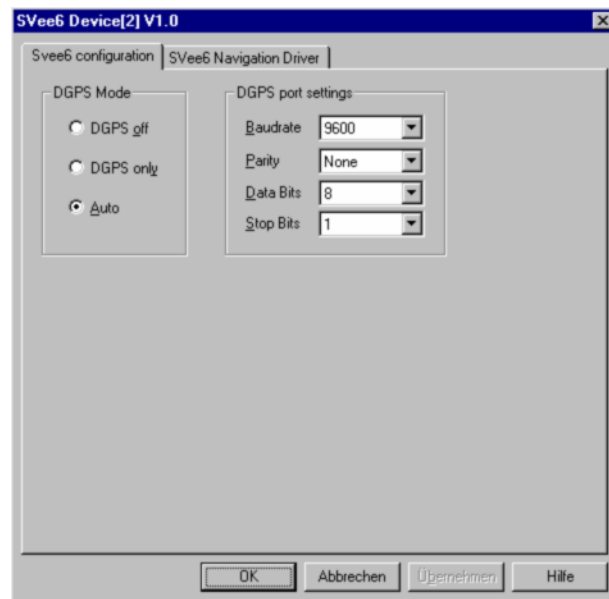 SVee6 Device[2] V1.0
Svee6 configuration
SVee6 Navigation Driver
DGPS Mode
DGPS off
DGPS only
Auto
DGPS port settings
Baudrate 9600
Parity None
Data Bits 8
Stop Bits 1
OK Abbrechen Übernehmen Hilfe